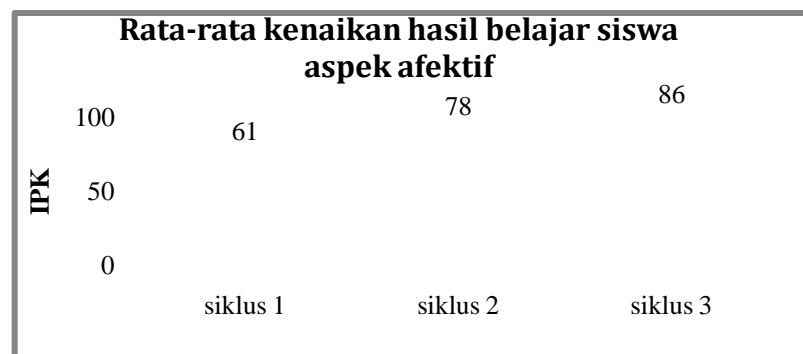 Rata-rata kenaikan hasil belajar siswa
aspek afektif
86
78
100
61
50
IPK
0
siklus 1
siklus 2
siklus 3